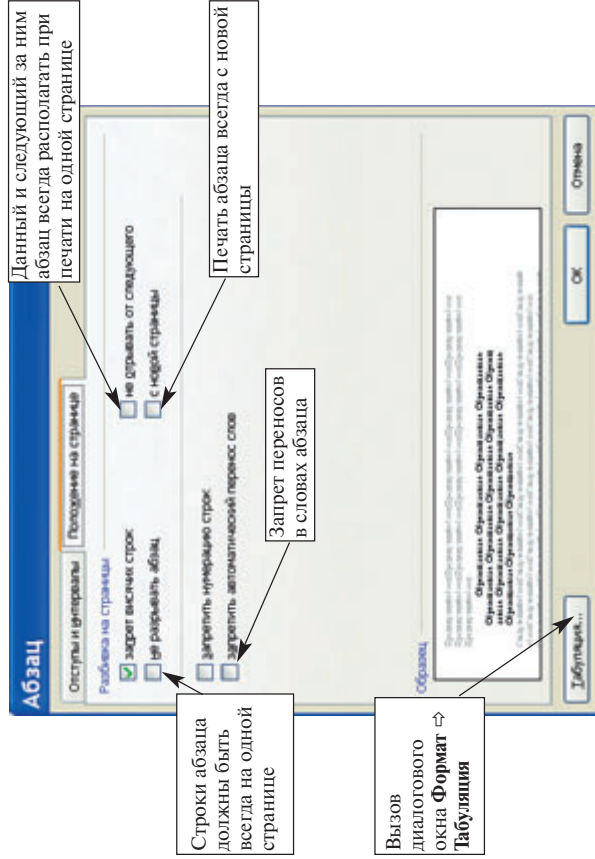 Данный и следующий за ним
абзац всегда располагать при
печати на одной странице
Абзац
Отступы и интервалы
Положение на странице
Разбивка на страницы
запрет висячих строк
не отрывать от следующего
не разрывать абзац
с новой страницы
запретить нумерацию строк
запретить автоматический перенос слов
Строки абзаца
должны быть
всегда на одной
странице
Запрет переносов
в словах абзаца
Печать абзаца всегда с новой
страницы
Образец
Вызов
диалогового
окна Формат ⇨
Табуляция
Табуляция...
ОК
Отмена